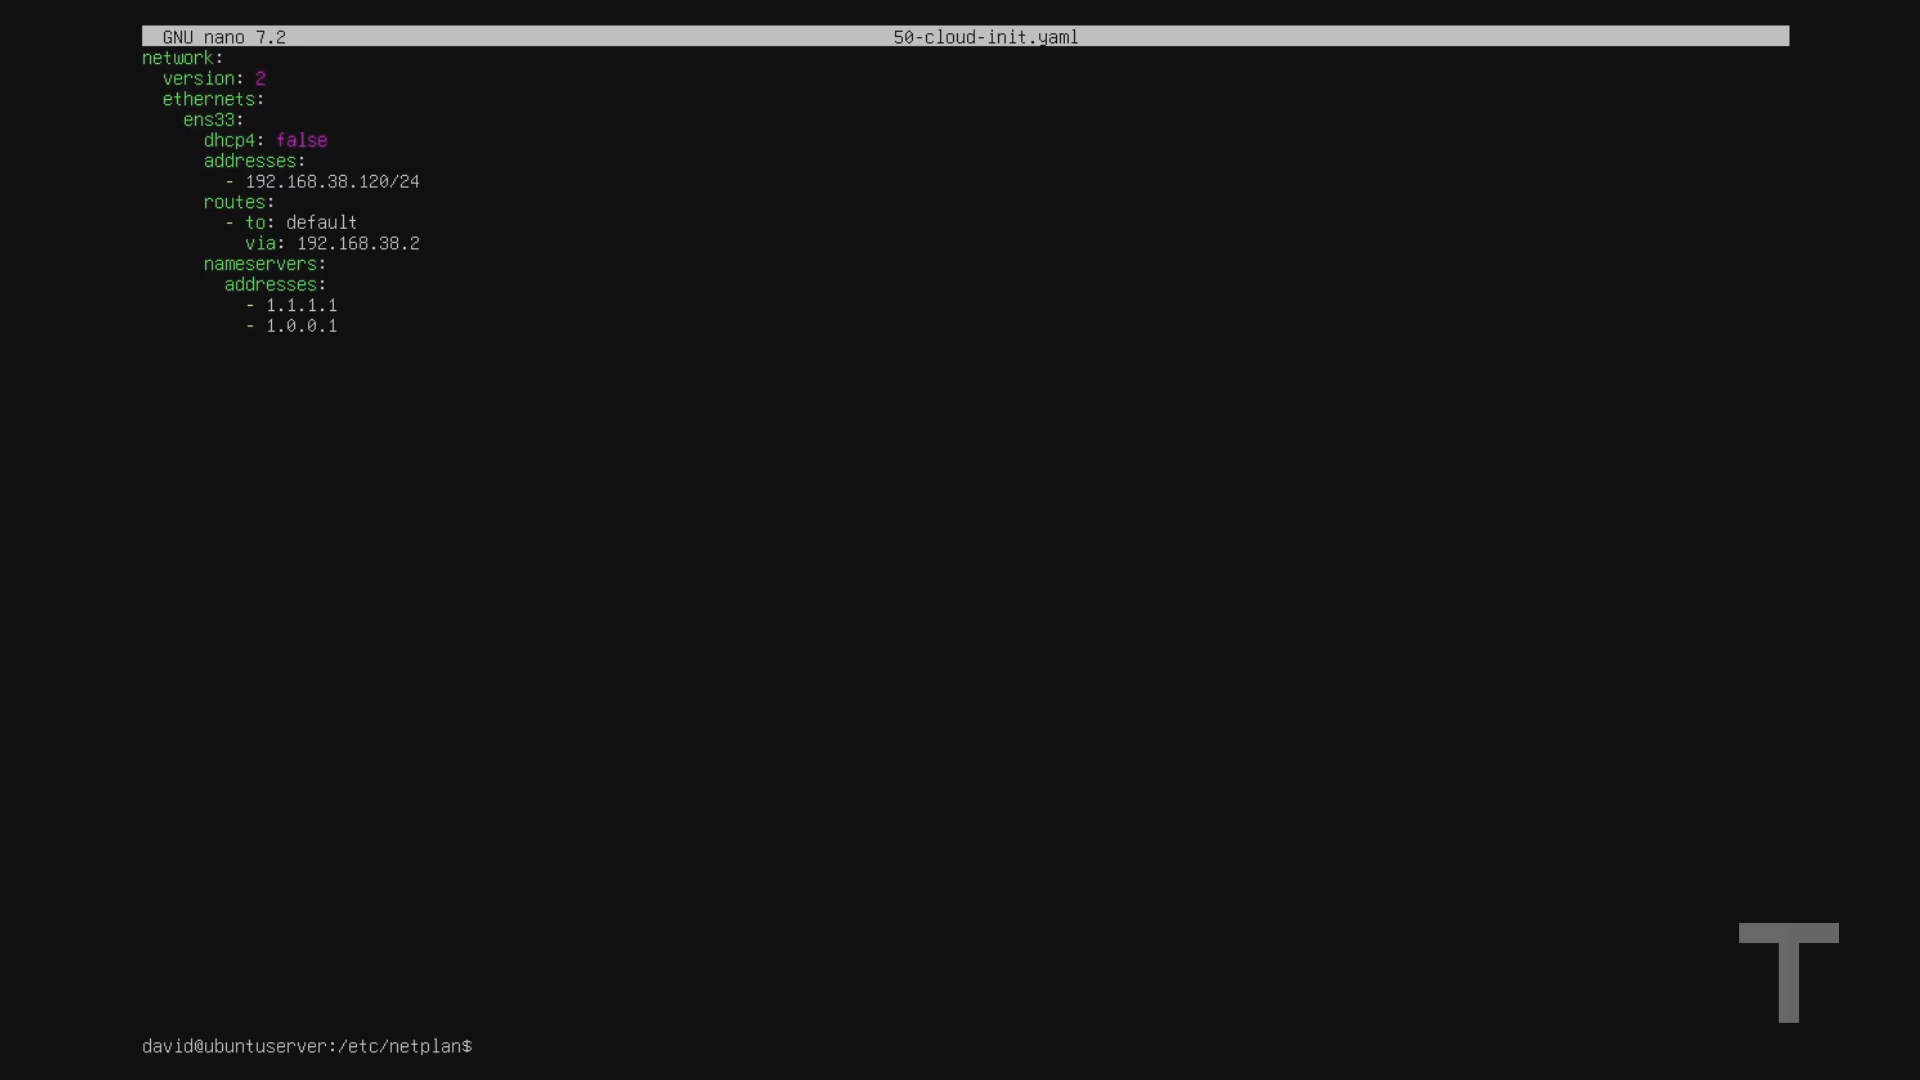 GNU nano 7.2 50-cloud-init.yaml
network:
  version: 2
  ethernets:
    ens33:
      dhcp4: false
      addresses:
        - 192.168.38.120/24
      routes:
        - to: default
          via: 192.168.38.2
      nameservers:
        addresses:
          - 1.1.1.1
          - 1.0.0.1
T
david@ubuntuserver:/etc/netplan$